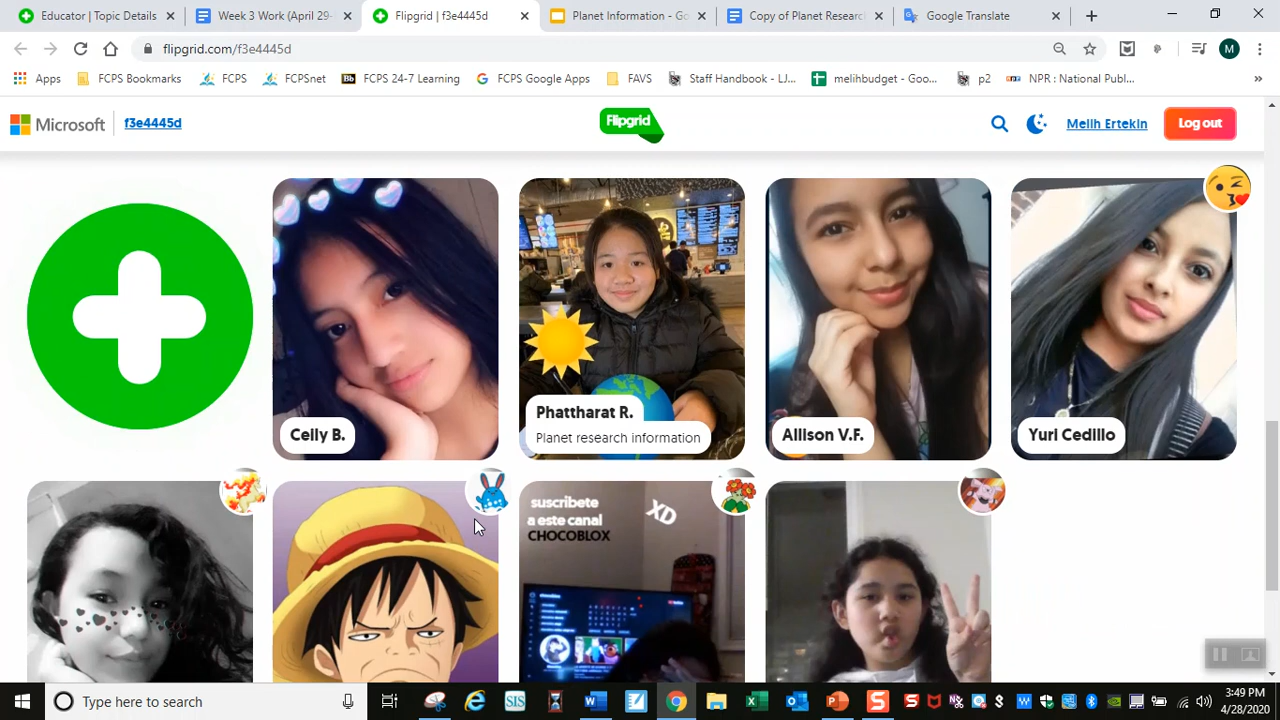 Educator | Topic Details
Week 3 Work (April 29-
Flipgrid | f3e4445d
Planet Information - Go
Copy of Planet Researc
Google Translate
flipgrid.com/f3e4445d
M
Apps
FCPS Bookmarks
FCPS
FCPSnet
Bb
FCPS 24-7 Learning
G
FCPS Google Apps
FAVS
Staff Handbook - LJ...
melihbudget - Goo...
p2
npr
NPR : National Publ...
Microsoft
f3e4445d
Flipgrid
Melih Ertekin
Log out
Celly B.
Phattharat R.
Planet research information
Allison V.F.
Yuri Cedillo
suscribete
a este canal
CHOCOBLOX
XD
Type here to search
SIS
3:49 PM
4/28/2020